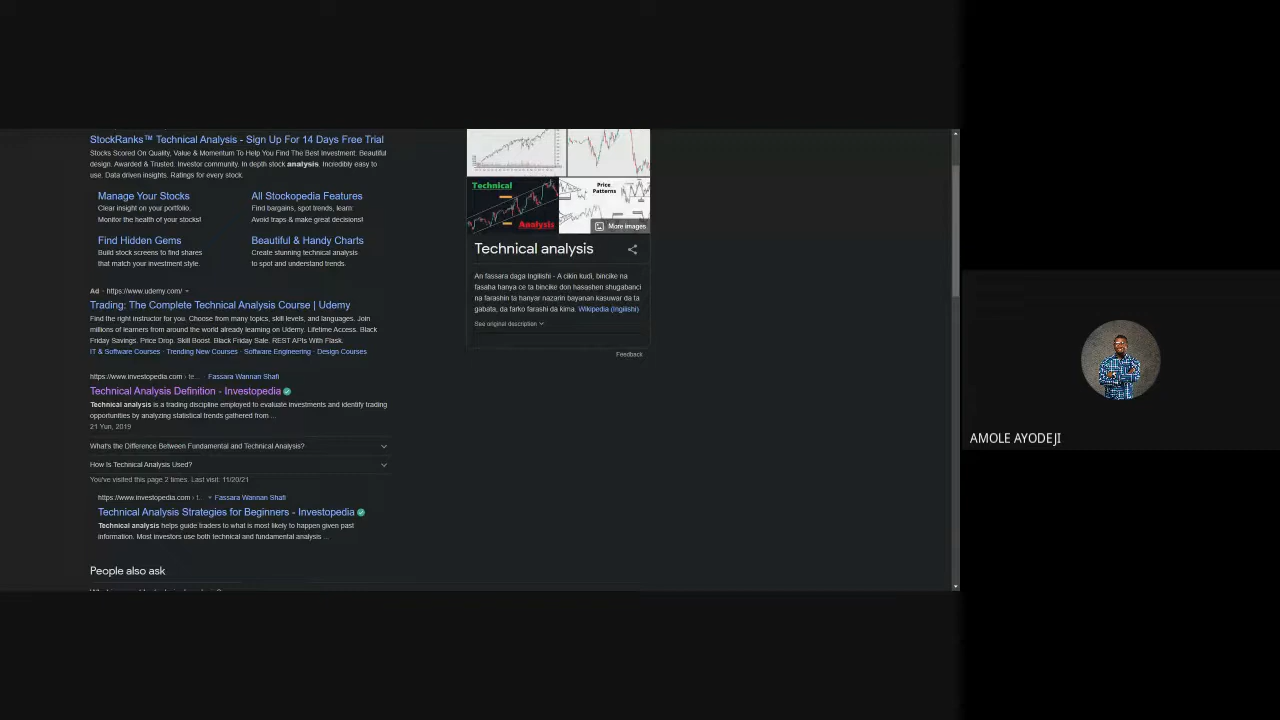 StockRanks™ Technical Analysis - Sign Up For 14 Days Free Trial
Stocks Scored On Quality, Value & Momentum To Help You Find The Best Investment. Beautiful
design. Awarded & Trusted. Investor community. In depth stock analysis. Incredibly easy to
use. Data driven insights. Ratings for every stock.
Manage Your Stocks
Clear insight on your portfolio.
Monitor the health of your stocks!
All Stockopedia Features
Find bargains, spot trends, learn:
Avoid traps & make great decisions!
Find Hidden Gems
Build stock screens to find shares
that match your investment style.
Beautiful & Handy Charts
Create stunning technical analysis
to spot and understand trends.
Ad · https://www.udemy.com/
Trading: The Complete Technical Analysis Course | Udemy
Find the right instructor for you. Choose from many topics, skill levels, and languages. Join
millions of learners from around the world already learning on Udemy. Lifetime Access. Black
Friday Savings. Price Drop. Skill Boost. Black Friday Sale. REST APIs With Flask.
IT & Software Courses · Trending New Courses · Software Engineering · Design Courses
https://www.investopedia.com › te... · Fassara Wannan Shafi
Technical Analysis Definition - Investopedia
Technical analysis is a trading discipline employed to evaluate investments and identify trading
opportunities by analyzing statistical trends gathered from ...
21 Yun, 2019
What's the Difference Between Fundamental and Technical Analysis?
How Is Technical Analysis Used?
You've visited this page 2 times. Last visit: 11/20/21
https://www.investopedia.com › t... Fassara Wannan Shafi
Technical Analysis Strategies for Beginners - Investopedia
Technical analysis helps guide traders to what is most likely to happen given past
information. Most investors use both technical and fundamental analysis ...
People also ask
Technical
Analysis
Price
Patterns
More images
Technical analysis
An fassara daga Ingilishi - A cikin kudi, bincike na
fasaha hanya ce ta bincike don hasashen shugabanci
na farashin ta hanyar nazarin bayanan kasuwar da ta
gabata, da farko farashi da kima. Wikipedia (Ingilishi)
See original description
Feedback
AMOLE AYODEJI